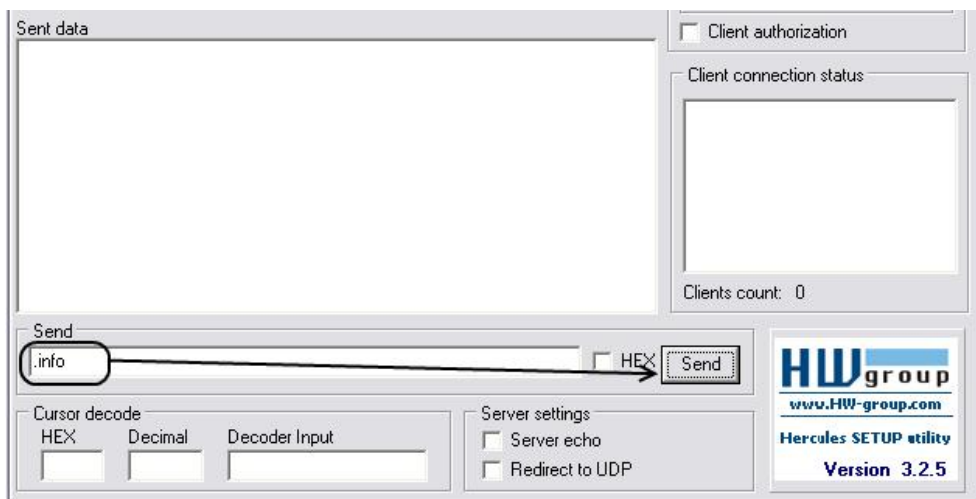 Sent data
Client authorization
Client connection status
Clients count: 0
Send
.info
HEX
Send
HW group
www.HW-group.com
Hercules SETUP utility
Version 3.2.5
Cursor decode
HEX Decimal Decoder Input
Server settings
Server echo
Redirect to UDP